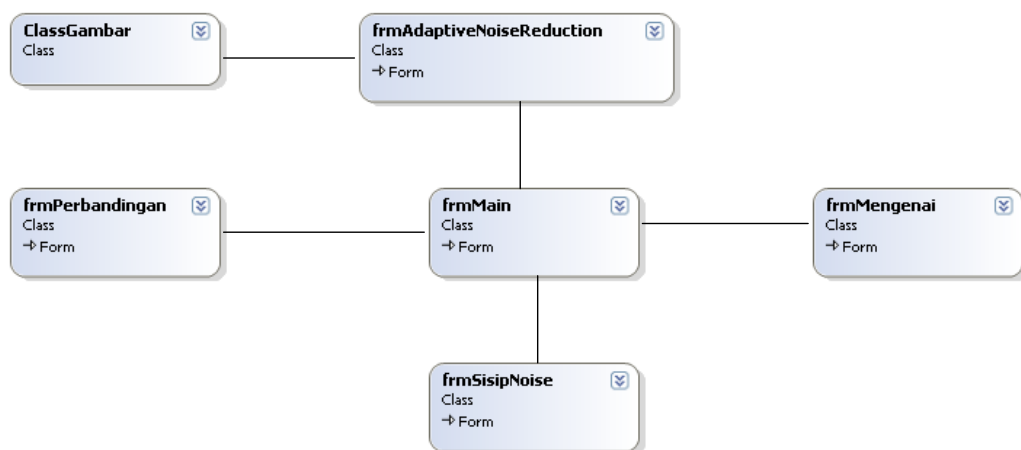 ClassGambar
Class
frmAdaptiveNoiseReduction
Class
Form
frmPerbandingan
Class
Form
frmMain
Class
Form
frmMengenai
Class
Form
frmSisipNoise
Class
Form